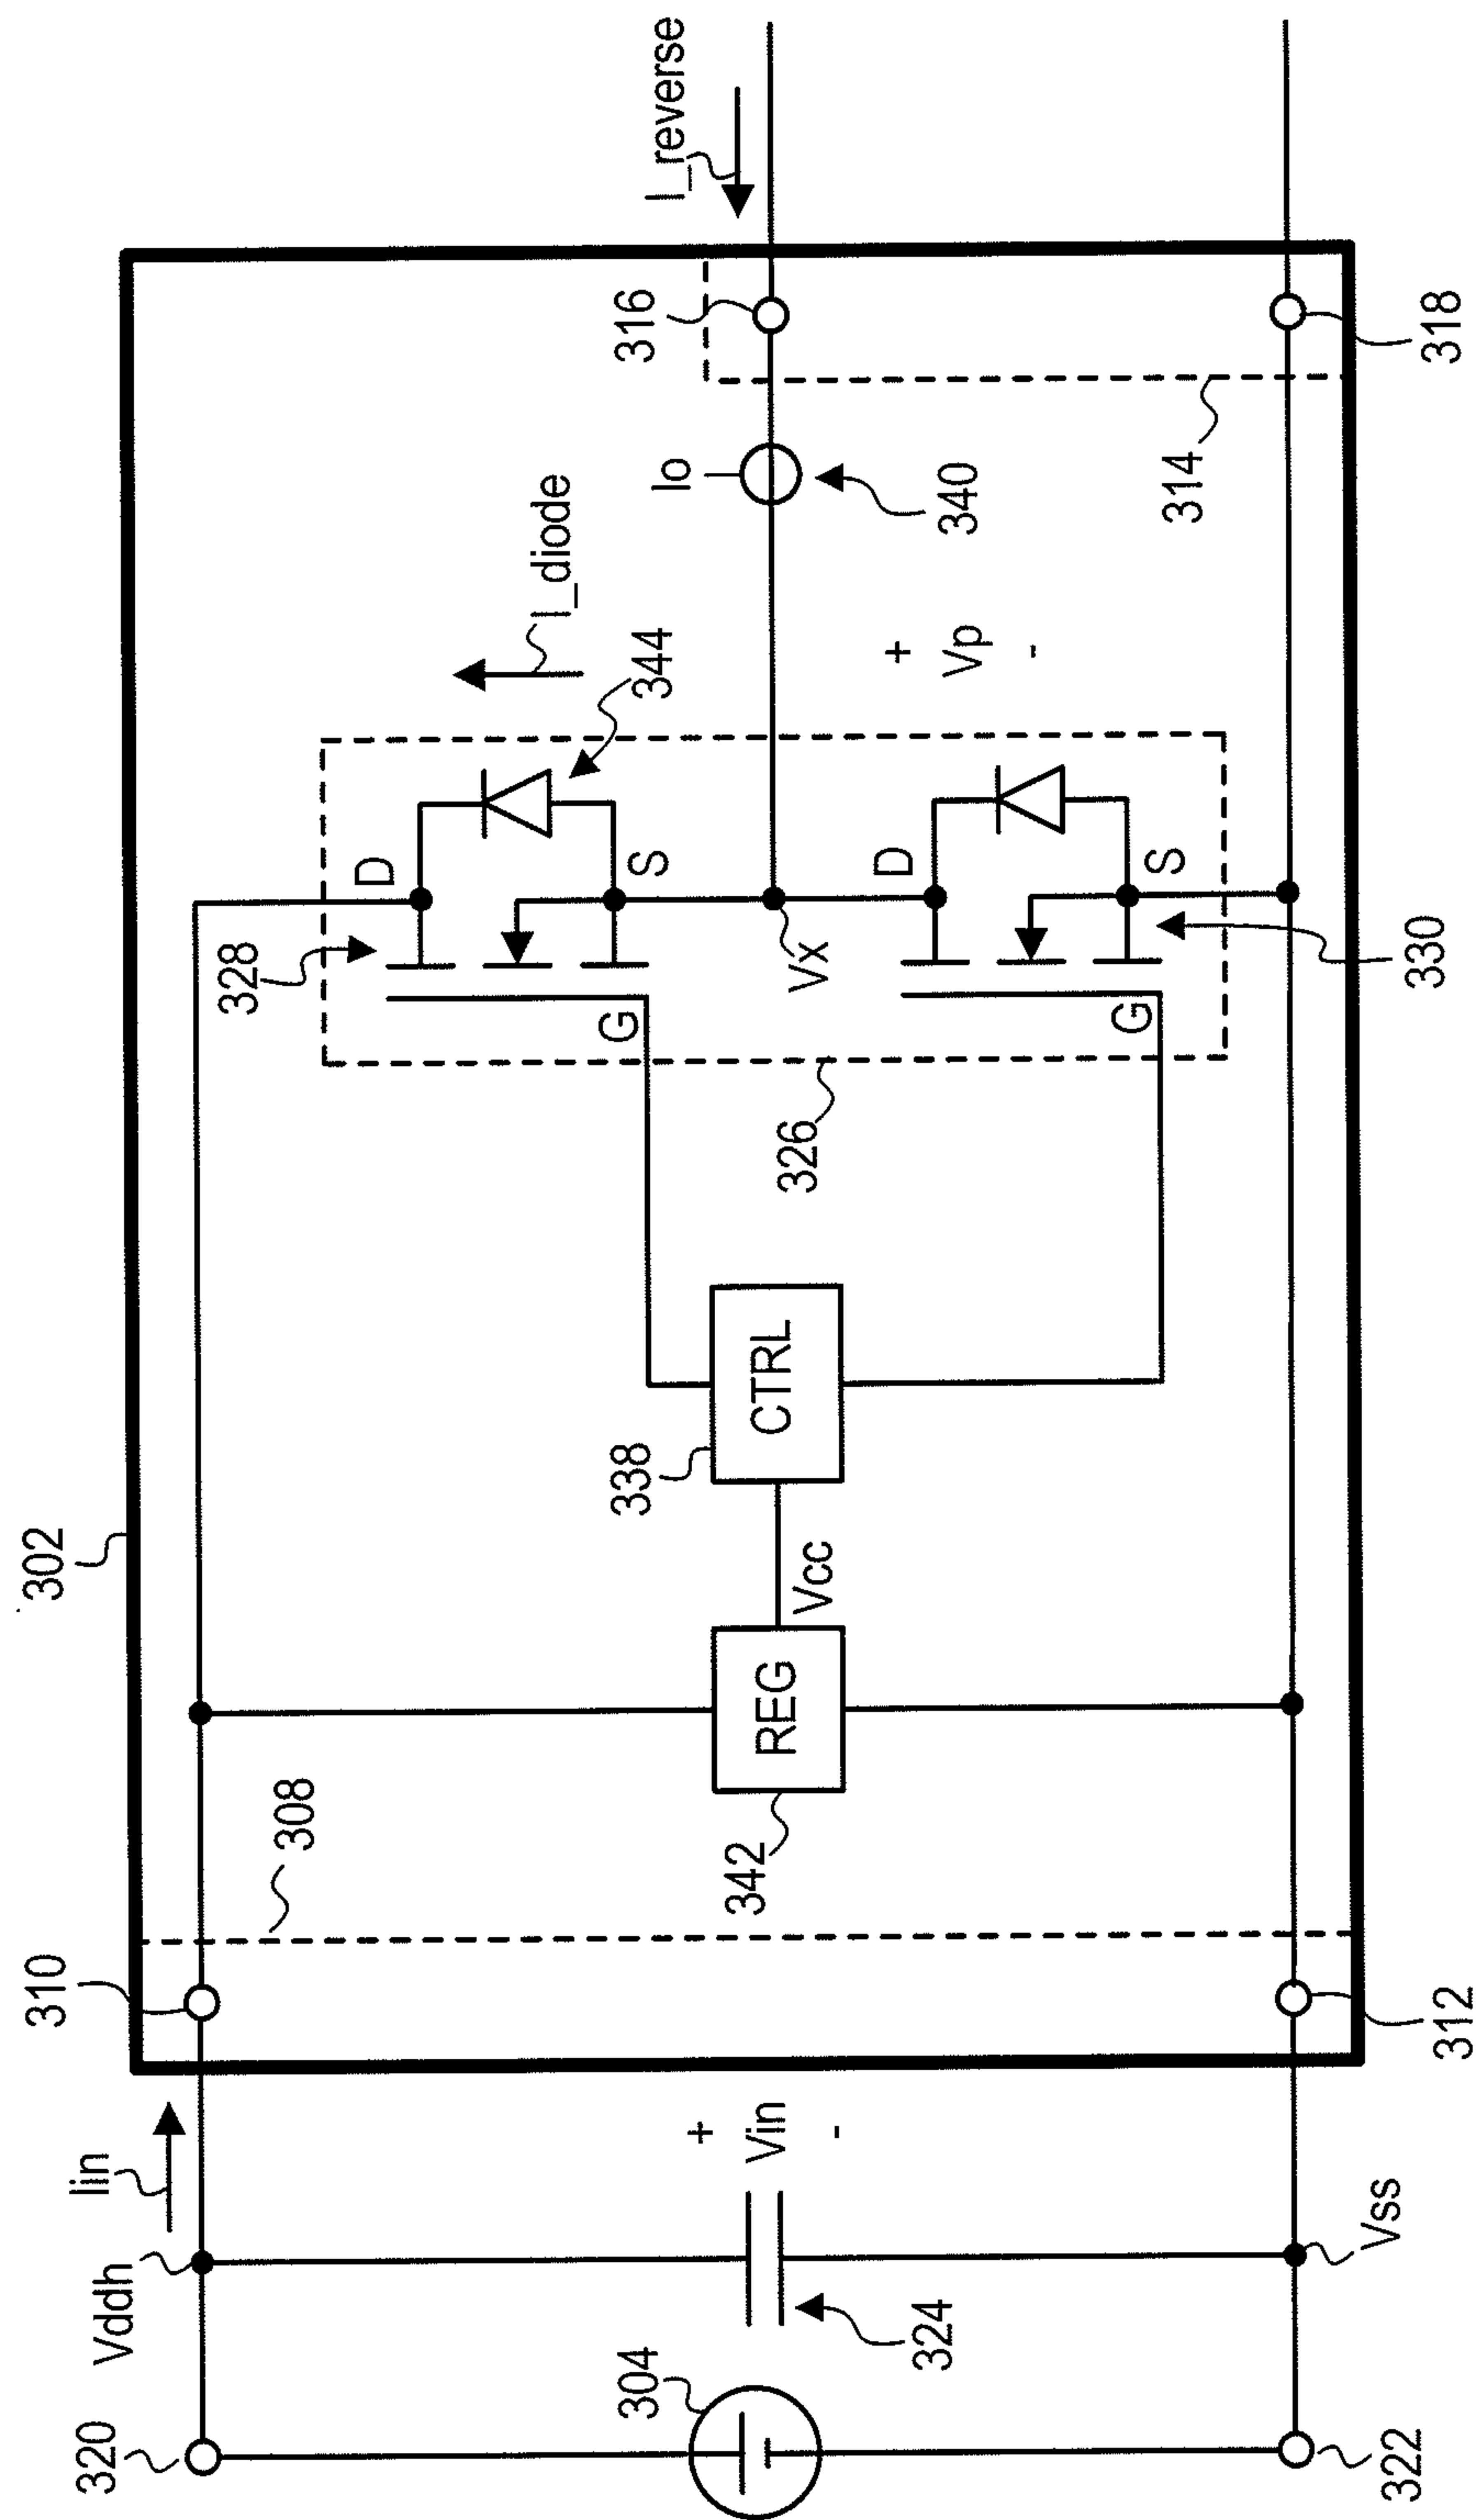 302
310
308
320
Vddh
Iin
328
D
I_diode
344
I_reverse
316
338
G
S
Io
304
324
+
Vin
-
342
REG
Vcc
CTRL
326
Vx
D
+
Vp
-
340
G
S
314
322
Vss
312
330
318